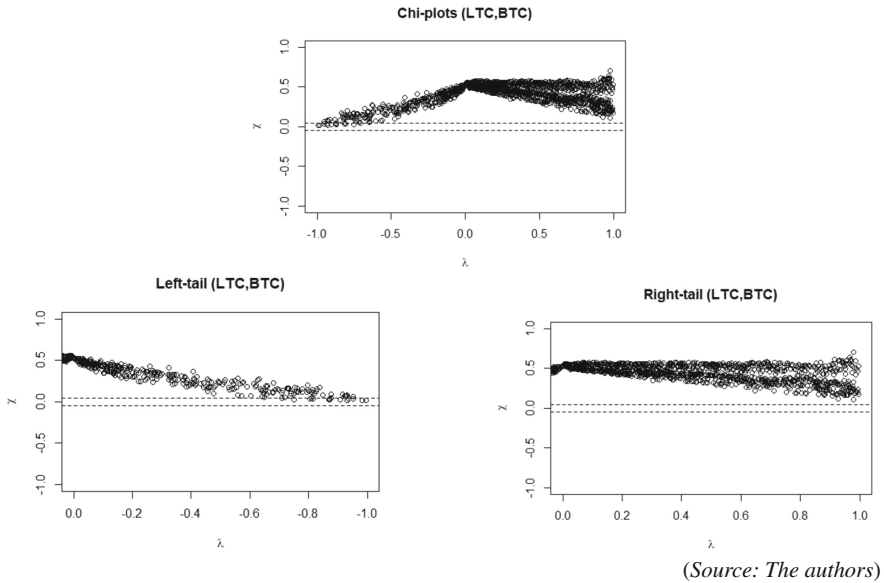 Chi-plots (LTC,BTC)
1.0
0.5
0.0
-0.5
-1.0
χ
-1.0 -0.5 0.0 0.5 1.0
λ
Left-tail (LTC,BTC)
1.0
0.5
0.0
-0.5
-1.0
χ
0.0 -0.2 -0.4 -0.6 -0.8 -1.0
λ
Right-tail (LTC,BTC)
1.0
0.5
0.0
-0.5
-1.0
χ
0.0 0.2 0.4 0.6 0.8 1.0
λ
(Source: The authors)